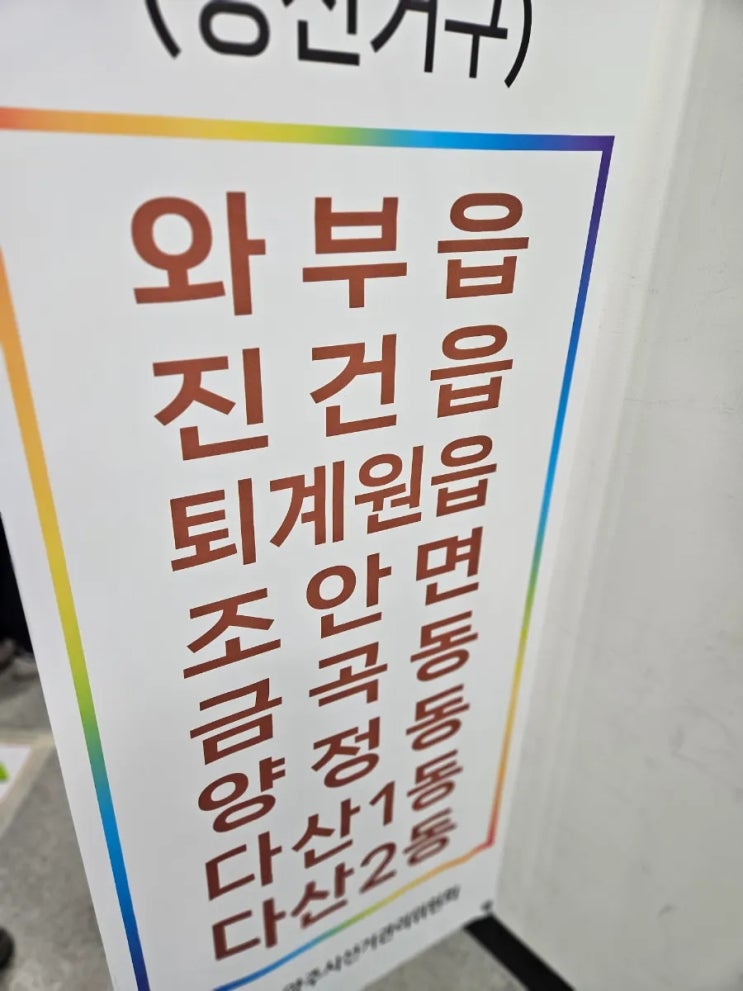 와부읍
진건읍
퇴계원읍
조안면
금곡동
양정동
다산1동
다산2동